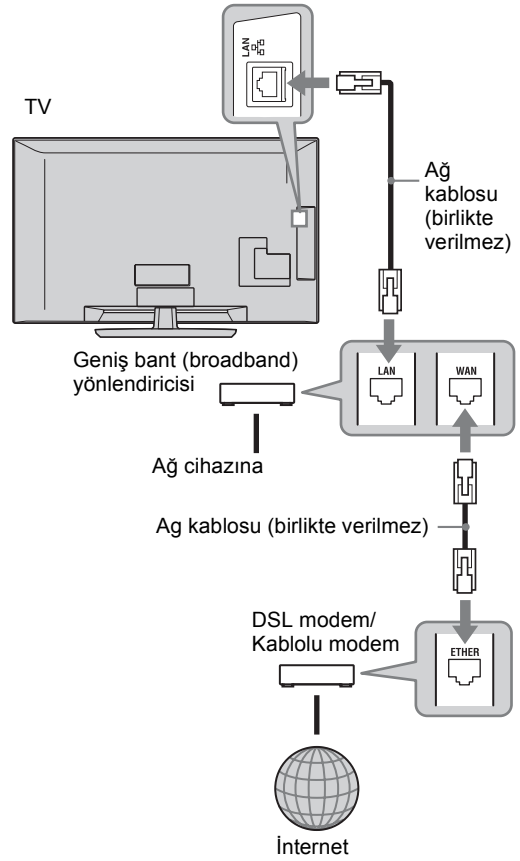 LAN
TV
Ağ
kablosu
(birlikte
verilmez)
Geniş bant (broadband)
yönlendiricisi
LAN
WAN
Ağ cihazına
Ag kablosu (birlikte verilmez)
DSL modem/
Kablolu modem
ETHER
İnternet